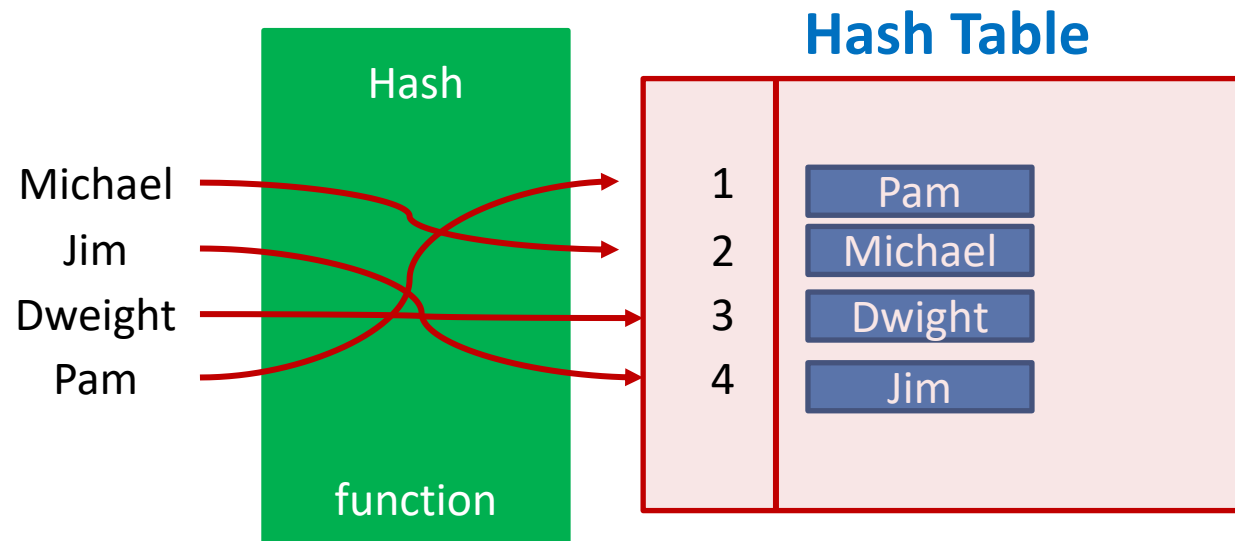 Hash Table
Hash
function
Michael
Jim
Dweight
Pam
1 Pam
2 Michael
3 Dwight
4 Jim